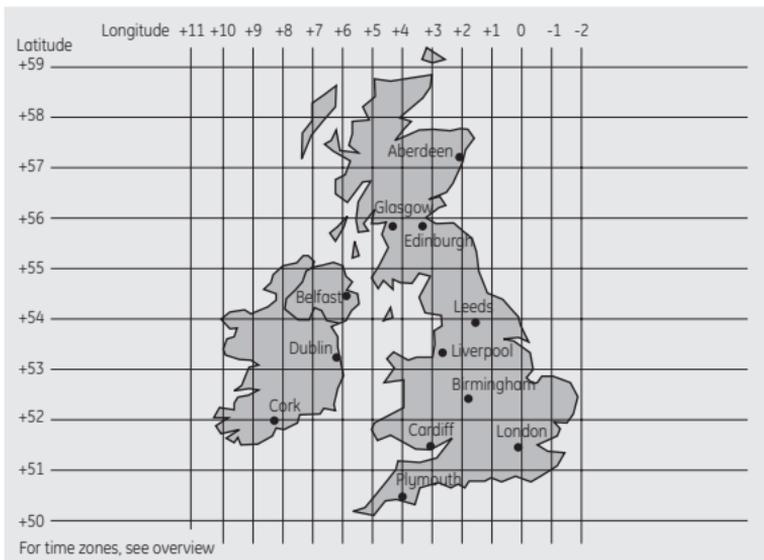 Longitude +11 +10 +9 +8 +7 +6 +5 +4 +3 +2 +1 0 -1 -2
Latitude
+59
+58
Aberdeen
+57
Glasgow
+56
Edinburgh
+55
Belfast
Leeds
+54
Dublin
Liverpool
+53
Birmingham
Cork
+52
Cardiff
London
+51
Plymouth
+50
For time zones, see overview